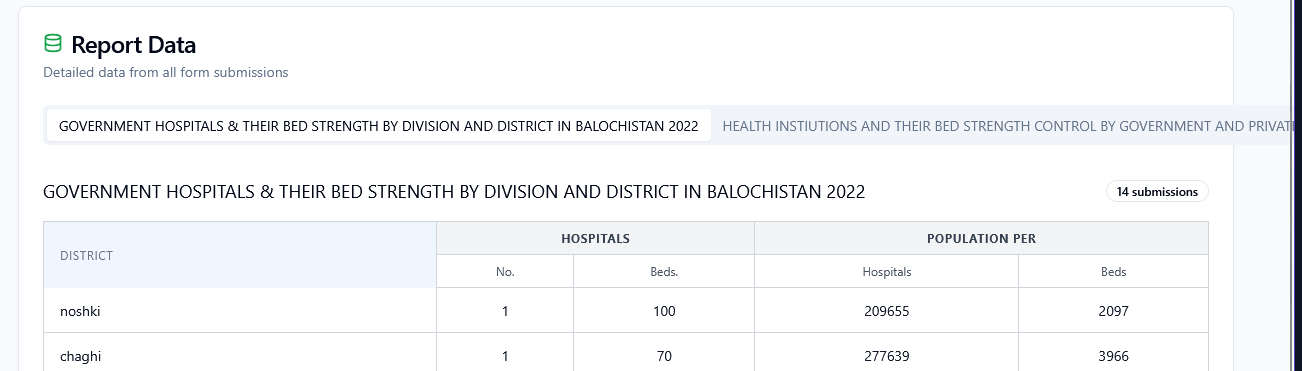 Report Data
Detailed data from all form submissions
GOVERNMENT HOSPITALS & THEIR BED STRENGTH BY DIVISION AND DISTRICT IN BALOCHISTAN 2022 HEALTH INSTIUTIONS AND THEIR BED STRENGTH CONTROL BY GOVERNMENT AND PRIVATE
GOVERNMENT HOSPITALS & THEIR BED STRENGTH BY DIVISION AND DISTRICT IN BALOCHISTAN 2022 14 submissions
DISTRICT HOSPITALS POPULATION PER
No. Beds. Hospitals Beds
noshki 1 100 209655 2097
chaghi 1 70 277639 3966